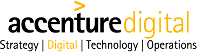 accenturedigital
Strategy | Digital | Technology | Operations